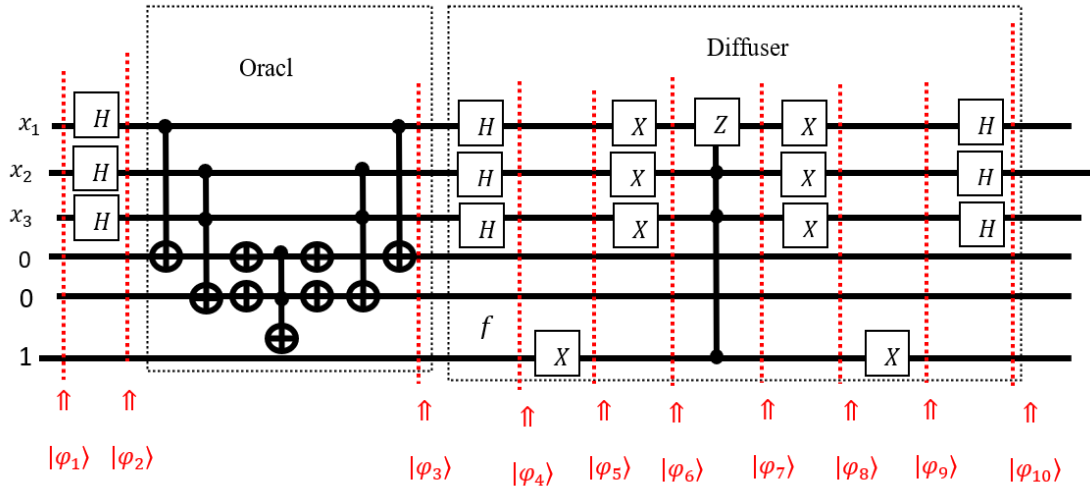 Oracl
Diffuser
x₁ H H X Z X H
x₂ H H X X H
x₃ H H X X H
0
0
f
1 X X
⇑ ⇑ ⇑ ⇑ ⇑ ⇑ ⇑ ⇑ ⇑ ⇑
|φ₁⟩ |φ₂⟩ |φ₃⟩ |φ₄⟩ |φ₅⟩ |φ₆⟩ |φ₇⟩ |φ₈⟩ |φ₉⟩ |φ₁₀⟩